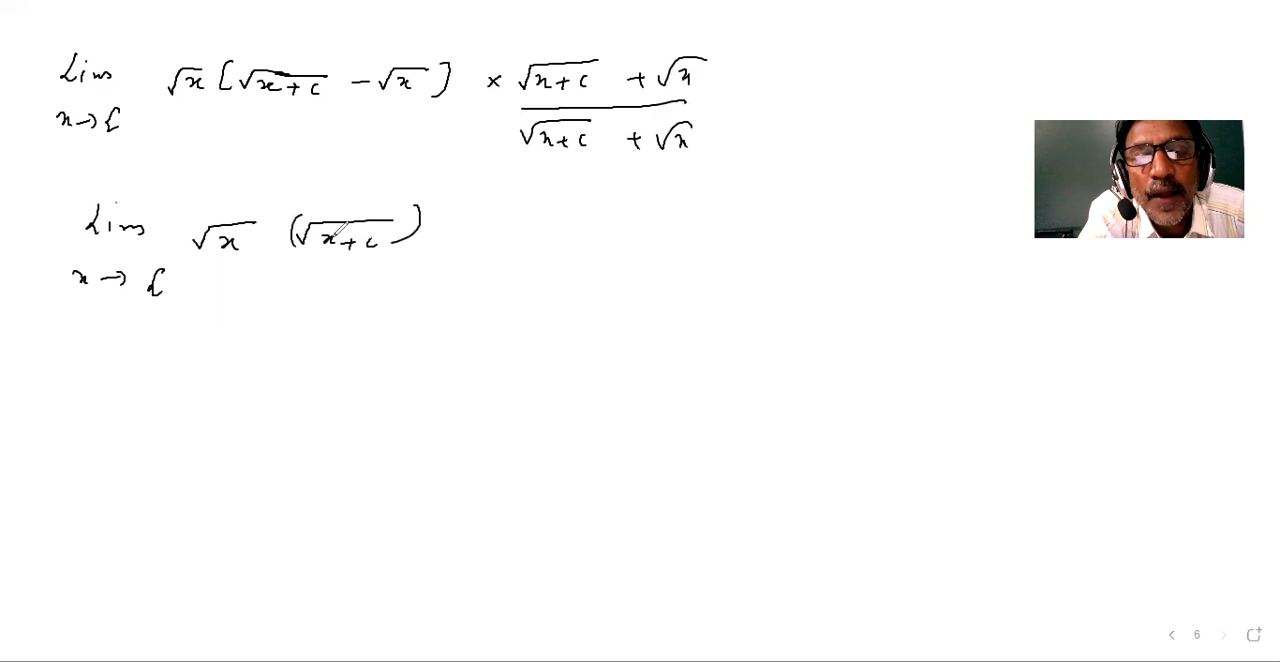 Lim √x [√x+c − √x] × √x+c + √x
x→{ √x+c + √x
Lim √x (√x+c)
x → {
6